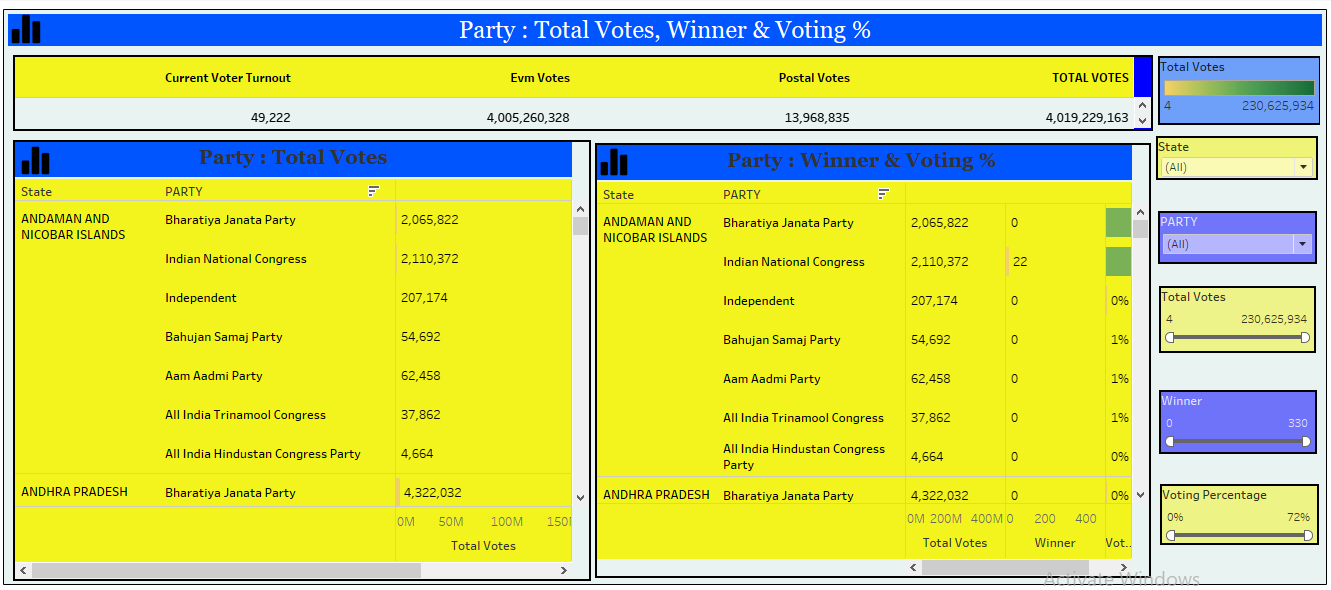 Party : Total Votes, Winner & Voting %
Current Voter Turnout Evm Votes Postal Votes TOTAL VOTES
49,222 4,005,260,328 13,968,835 4,019,229,163
Party : Total Votes
State PARTY
ANDAMAN AND NICOBAR ISLANDS Bharatiya Janata Party 2,065,822
Indian National Congress 2,110,372
Independent 207,174
Bahujan Samaj Party 54,692
Aam Aadmi Party 62,458
All India Trinamool Congress 37,862
All India Hindustan Congress Party 4,664
ANDHRA PRADESH Bharatiya Janata Party 4,322,032
0M 50M 100M 150
Total Votes
Party : Winner & Voting %
State PARTY
ANDAMAN AND NICOBAR ISLANDS Bharatiya Janata Party 2,065,822 0
Indian National Congress 2,110,372 22
Independent 207,174 0 0%
Bahujan Samaj Party 54,692 0 1%
Aam Aadmi Party 62,458 0 1%
All India Trinamool Congress 37,862 0 1%
All India Hindustan Congress Party 4,664 0 0%
ANDHRA PRADESH Bharatiya Janata Party 4,322,032 0 0%
0M 200M 400M 0 200 400
Total Votes Winner Vot..
Total Votes
4 230,625,934
State
(All)
PARTY
(All)
Total Votes
4 230,625,934
Winner
0 330
Voting Percentage
0% 72%
Activate Windows